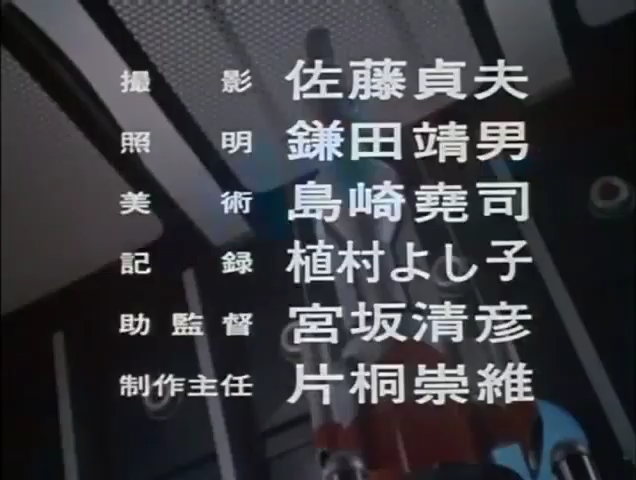 撮影 佐藤貞夫
照明 鎌田靖男
美術 島崎堯司
記録 植村よし子
助監督 宮坂清彦
制作主任 片桐崇維